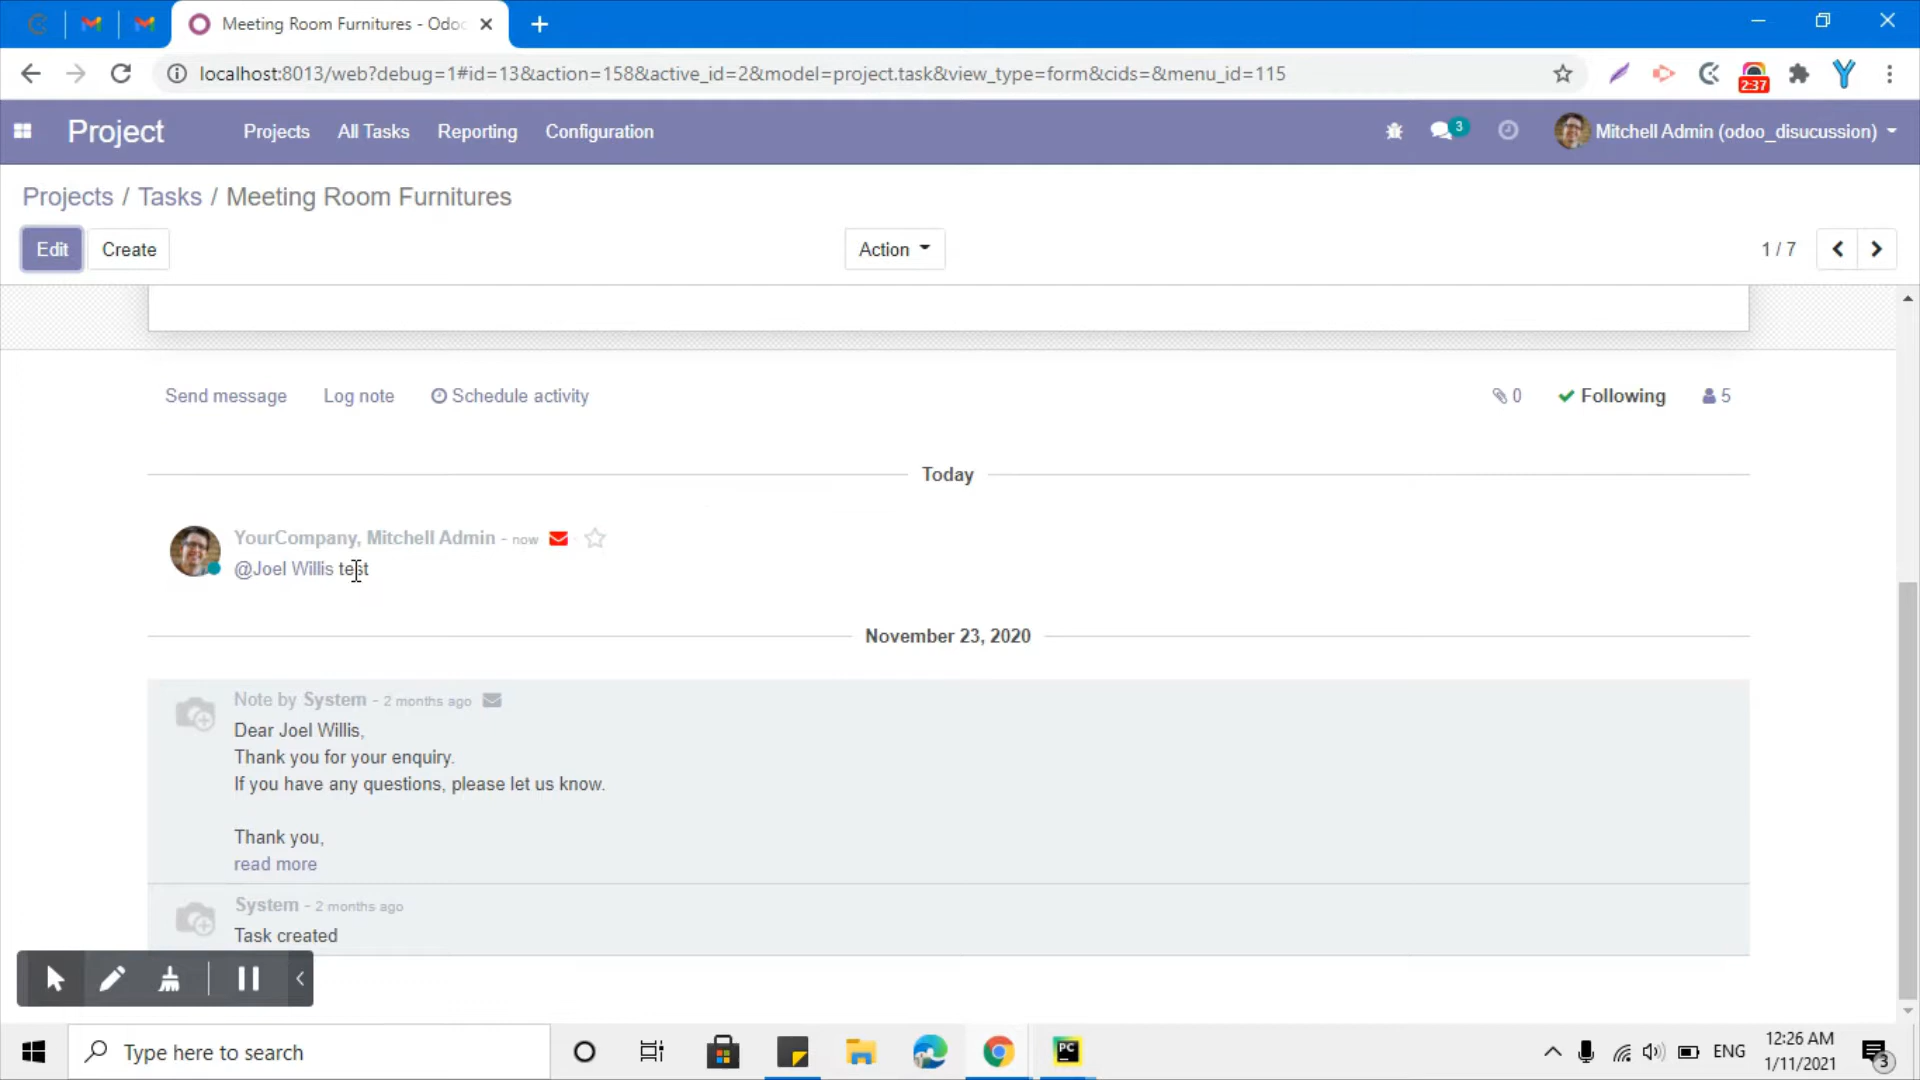 Meeting Room Furnitures - Odoo
localhost:8013/web?debug=1#id=13&action=158&active_id=2&model=project.task&view_type=form&cids=&menu_id=115
2:37
Project
Projects
All Tasks
Reporting
Configuration
3
Mitchell Admin (odoo_disucussion)
Projects / Tasks / Meeting Room Furnitures
Edit
Create
Action
1 / 7
Send message
Log note
Schedule activity
0
Following
5
Today
YourCompany, Mitchell Admin - now
@Joel Willis test
November 23, 2020
Note by System - 2 months ago
Dear Joel Willis,
Thank you for your enquiry.
If you have any questions, please let us know.
Thank you,
read more
System - 2 months ago
Task created
Type here to search
PC
ENG
12:26 AM
1/11/2021
3